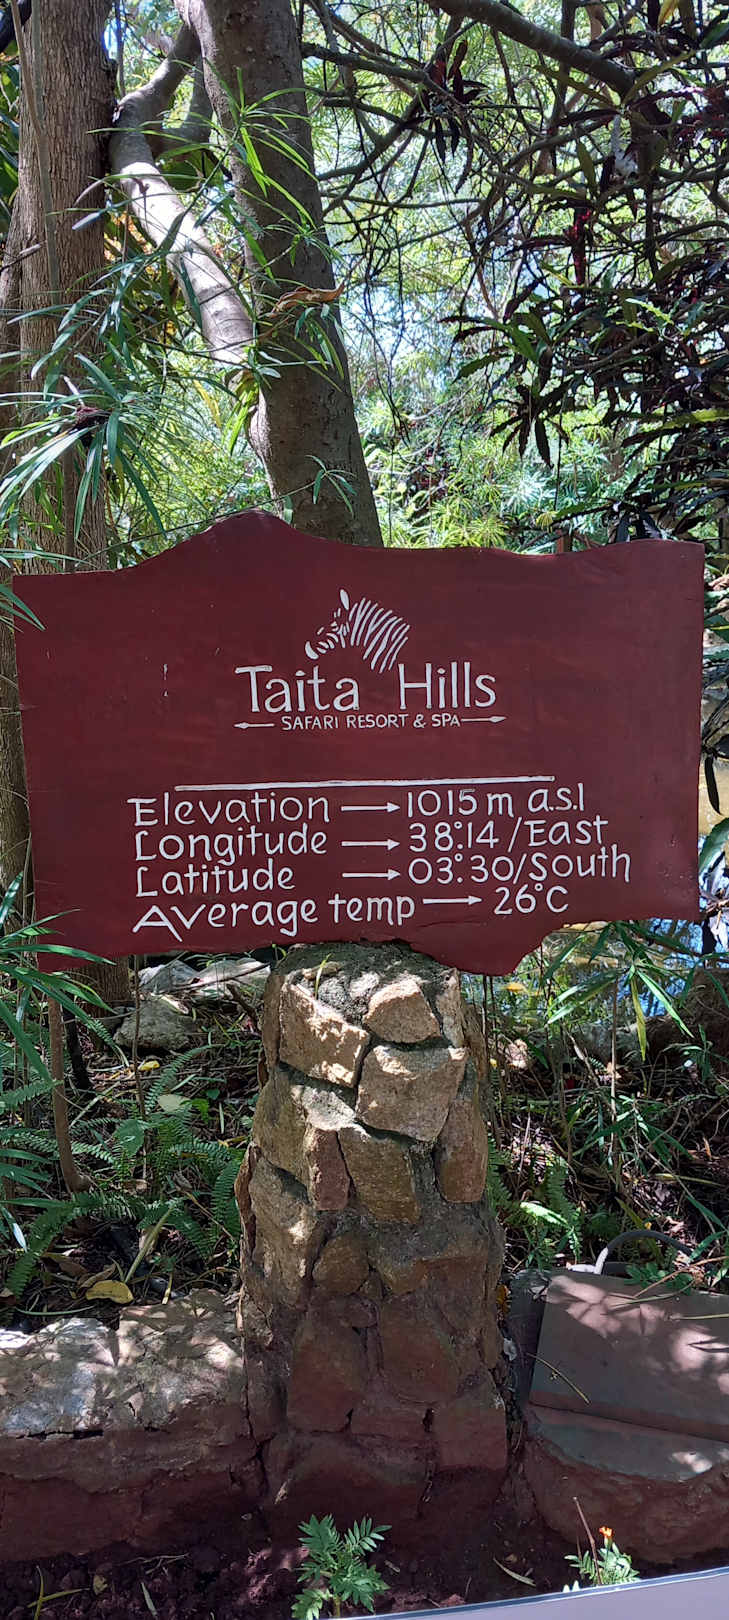 Taita Hills
SAFARI RESORT & SPA
Elevation → 1015 m a.s.l
Longitude → 38°.14 / East
Latitude → 03°.30/South
Average temp → 26°C